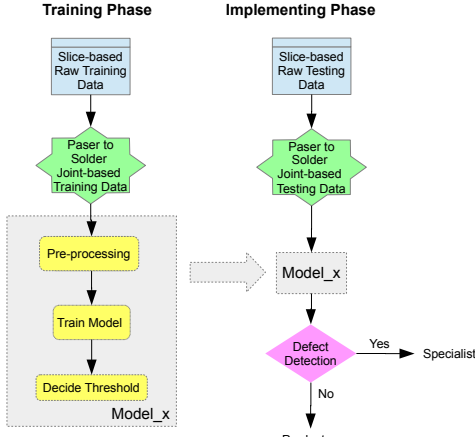 Training Phase
Implementing Phase
Slice-based
Raw Training
Data
Slice-based
Raw Testing
Data
Paser to
Solder
Joint-based
Training Data
Paser to
Solder
Joint-based
Testing Data
Pre-processing
Train Model
Decide Threshold
Model_x
Model_x
Defect
Detection
Yes
Specialist
No